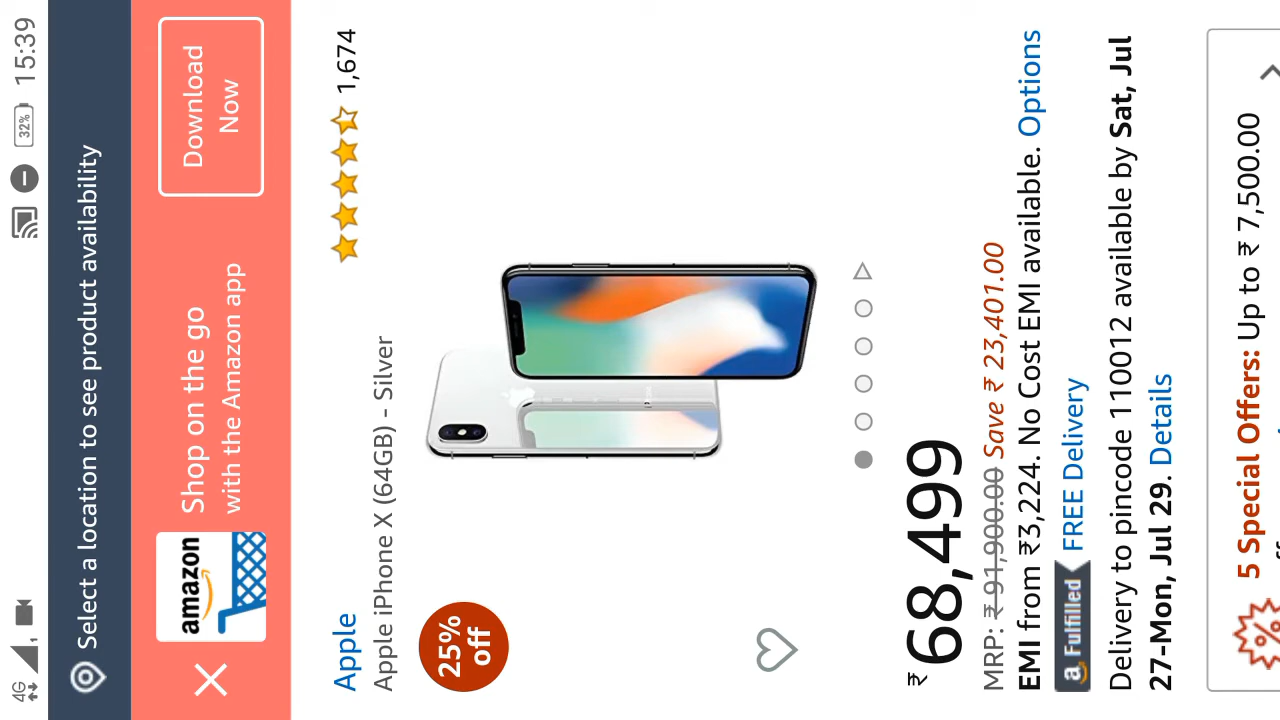 4G 1 32% 15:39
Select a location to see product availability
amazon
Shop on the go
with the Amazon app
Download
Now
Apple
1,674
Apple iPhone X (64GB) - Silver
25%
off
₹ 68,499
MRP: ₹ 91,900.00 Save ₹ 23,401.00
EMI from ₹3,224. No Cost EMI available. Options
a Fulfilled FREE Delivery
Delivery to pincode 110012 available by Sat, Jul
27-Mon, Jul 29. Details
% 5 Special Offers: Up to ₹ 7,500.00